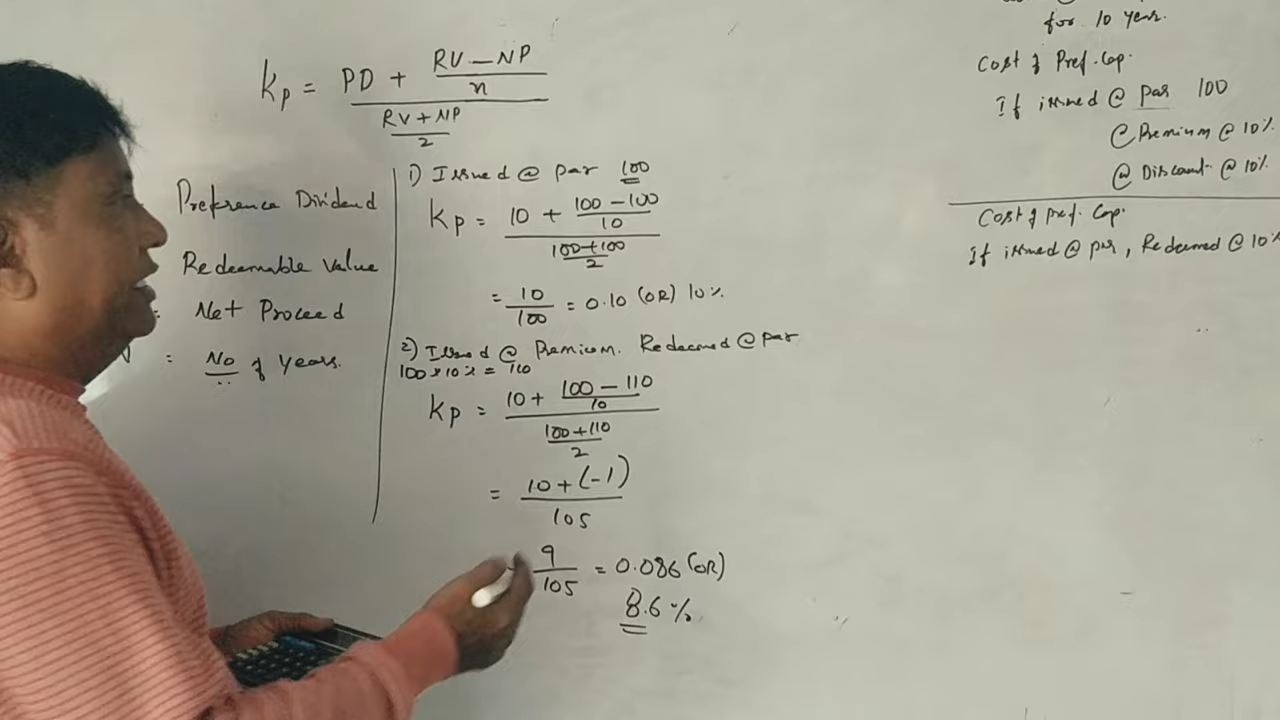 Kp = PD + RV - NP / n
RV + NP / 2
Preference Dividend
Redeemable Value
Net Proceed
= No of Years.
1) Issued @ par 100
Kp = 10 + 100 - 100 / 10
100+100 / 2
= 10 / 100 = 0.10 (OR) 10%.
2) Issued @ Premium. Redeemed @ par
100 × 10% = 110
Kp = 10 + 100 - 110 / 10
100+110 / 2
= 10 + (-1) / 105
9 / 105 = 0.086 (OR)
8.6%.
for 10 Year.
Cost of Pref. Cap.
If issued @ par 100
@ Premium @ 10%.
@ Discount @ 10%.
Cost of Pref. Cap.
If issued @ par, Redeemed @ 10%